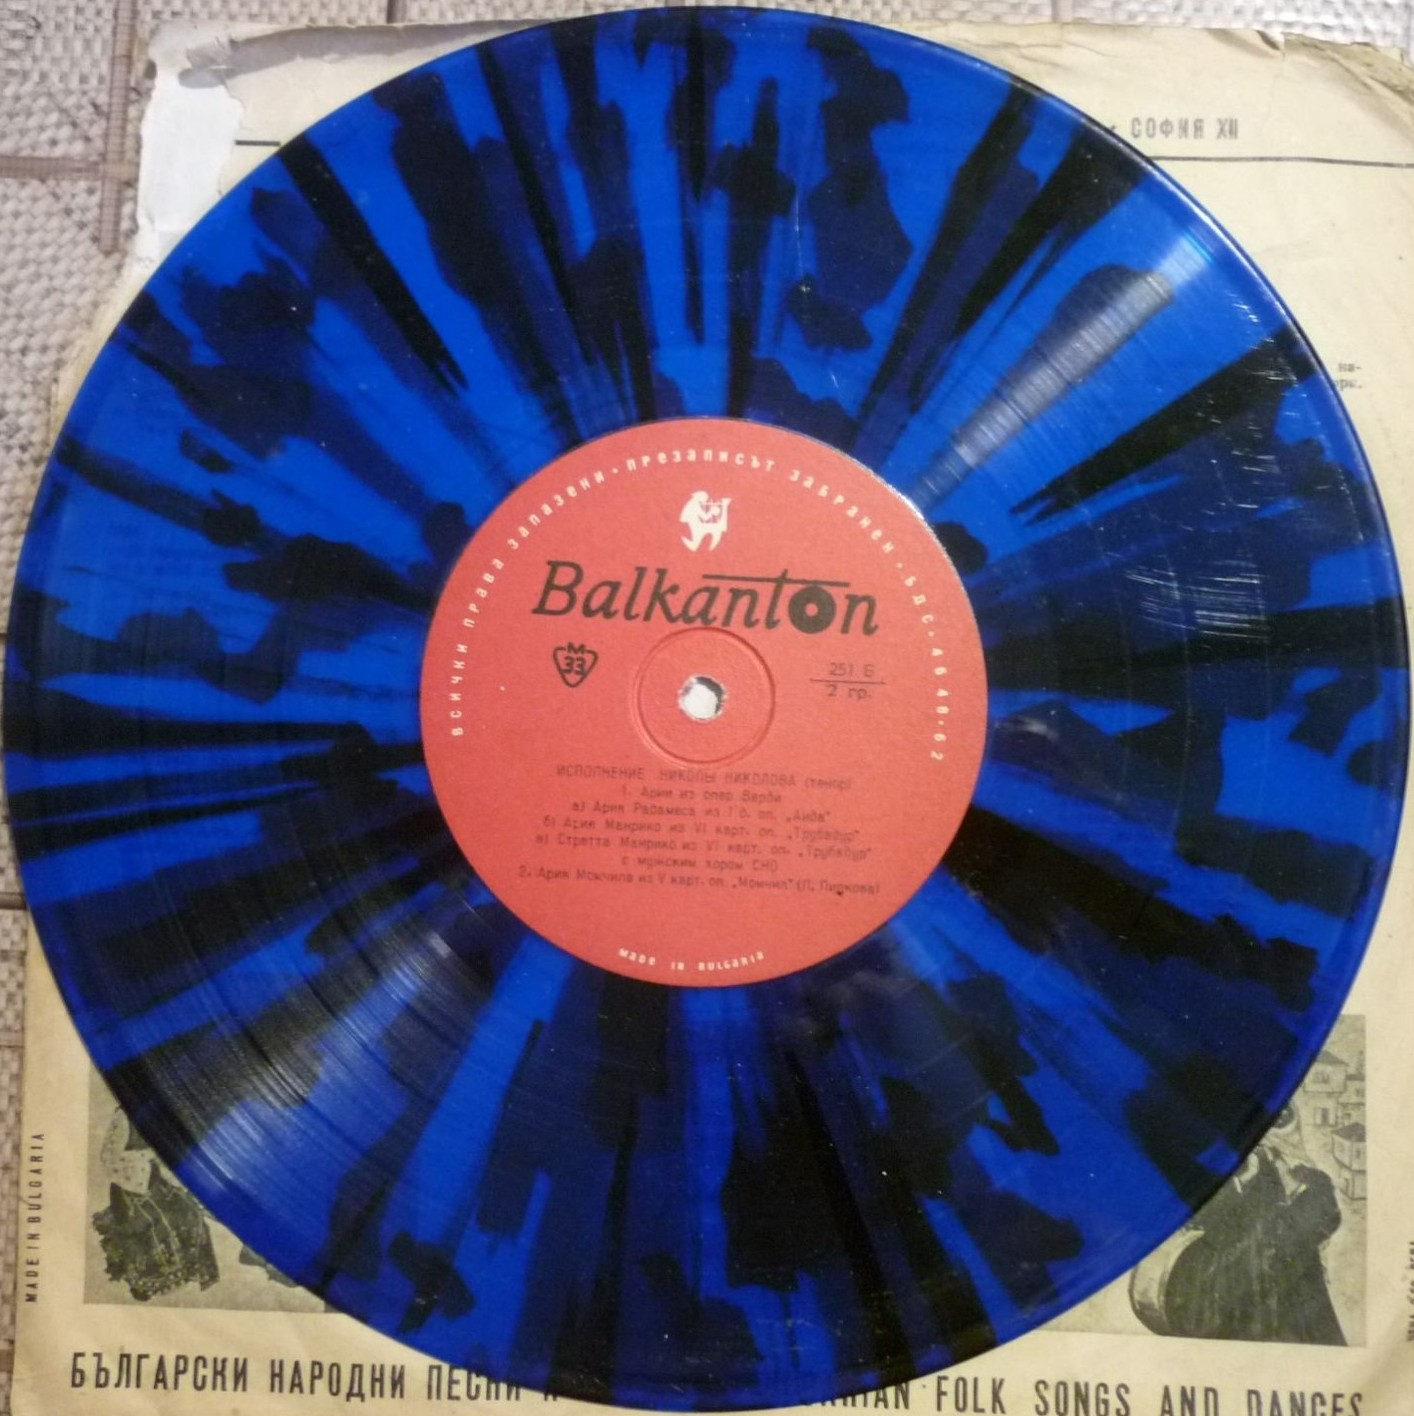 СОФИЯ XII
на-
ВСИЧКИ ПРАВА ЗАПАЗЕНИ · ПРЕЗАПИСЪТ ЗАБРАНЕН · БДС · 4648-62
Balkanton
M
33
251 Б
2 гр.
ИСПОЛНЕНИЕ НИКОЛЫ НИКОЛОВА (тенор)
1. Арии из опер Верди
а) Ария Радамеса из I д. оп. „Аида"
б) Ария Манрико из VI карт. оп. „Трубадур"
в) Стретта Манрико из VI карт. оп. „Трубадур"
с мужским хором СНО
2. Ария Момчила из V карт. оп. „Момчил" (Л. Пипкова)
MADE IN BULGARIA
MADE IN BULGARIA
БЪЛГАРСКИ НАРОДНИ ПЕСНИ FOLK SONGS AND DANCES